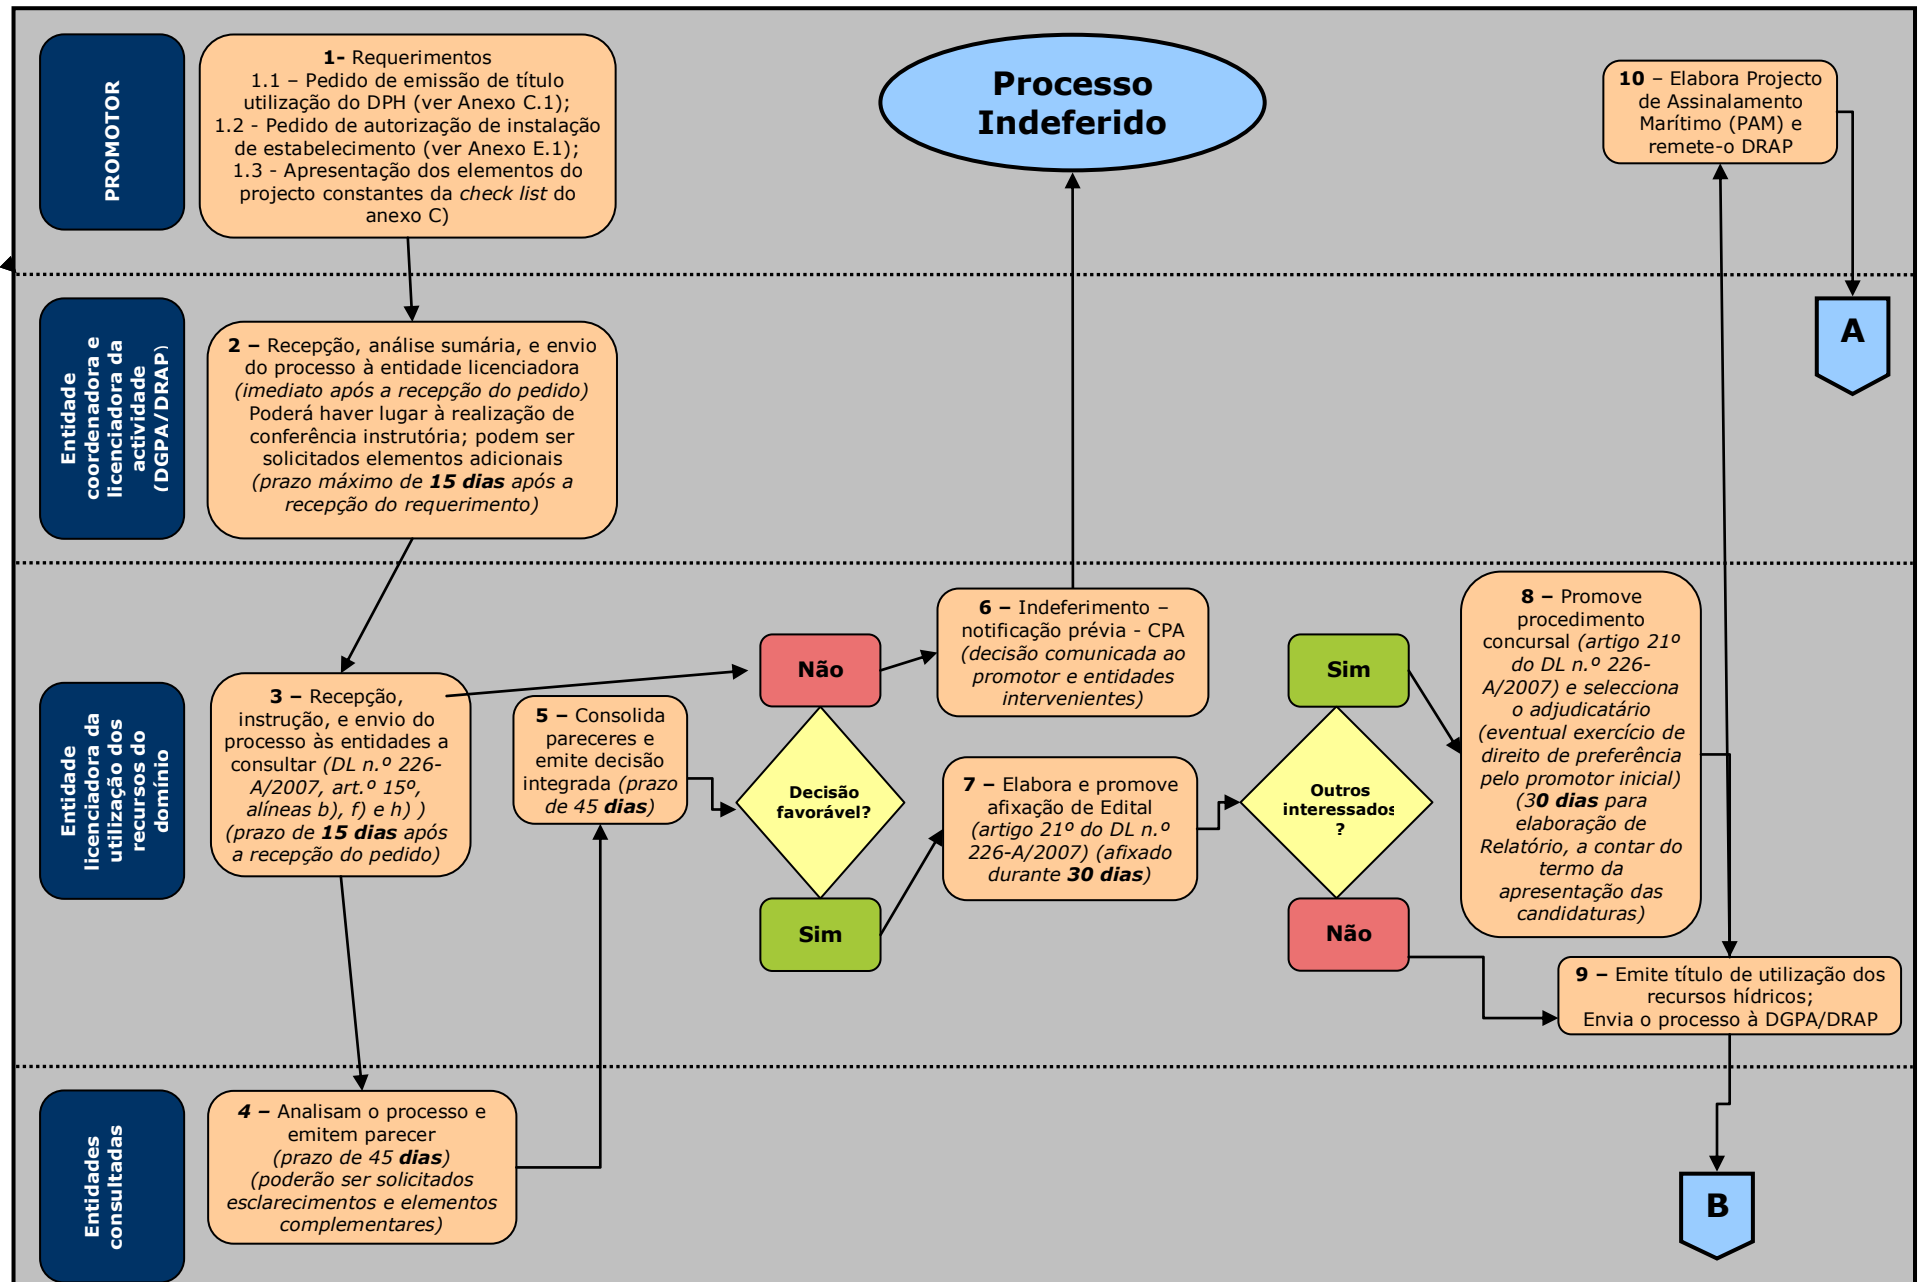 PROMOTOR
1- Requerimentos
1.1 – Pedido de emissão de título
utilização do DPH (ver Anexo C.1);
1.2 - Pedido de autorização de instalação
de estabelecimento (ver Anexo E.1);
1.3 - Apresentação dos elementos do
projecto constantes da check list do
anexo C)
Processo
Indeferido
10 – Elabora Projecto
de Assinalamento
Marítimo (PAM) e
remete-o DRAP
Entidade
coordenadora e
licenciadora da
actividade
(DGPA/DRAP)
2 – Recepção, análise sumária, e envio
do processo à entidade licenciadora
(imediato após a recepção do pedido)
Poderá haver lugar à realização de
conferência instrutória; podem ser
solicitados elementos adicionais
(prazo máximo de 15 dias após a
recepção do requerimento)
A
Entidade
licenciadora da
utilização dos
recursos do
domínio
3 – Recepção,
instrução, e envio do
processo às entidades a
consultar (DL n.º 226-
A/2007, art.º 15º,
alíneas b), f) e h) )
(prazo de 15 dias após
a recepção do pedido)
5 – Consolida
pareceres e
emite decisão
integrada (prazo
de 45 dias)
Não
Decisão
favorável?
Sim
6 – Indeferimento –
notificação prévia - CPA
(decisão comunicada ao
promotor e entidades
intervenientes)
7 – Elabora e promove
afixação de Edital
(artigo 21º do DL n.º
226-A/2007) (afixado
durante 30 dias)
Sim
Outros
interessados
?
Não
8 – Promove
procedimento
concursal (artigo 21º
do DL n.º 226-
A/2007) e selecciona
o adjudicatário
(eventual exercício de
direito de preferência
pelo promotor inicial)
(30 dias para
elaboração de
Relatório, a contar do
termo da
apresentação das
candidaturas)
9 – Emite título de utilização dos
recursos hídricos;
Envia o processo à DGPA/DRAP
Entidades
consultadas
4 – Analisam o processo e
emitem parecer
(prazo de 45 dias)
(poderão ser solicitados
esclarecimentos e elementos
complementares)
B